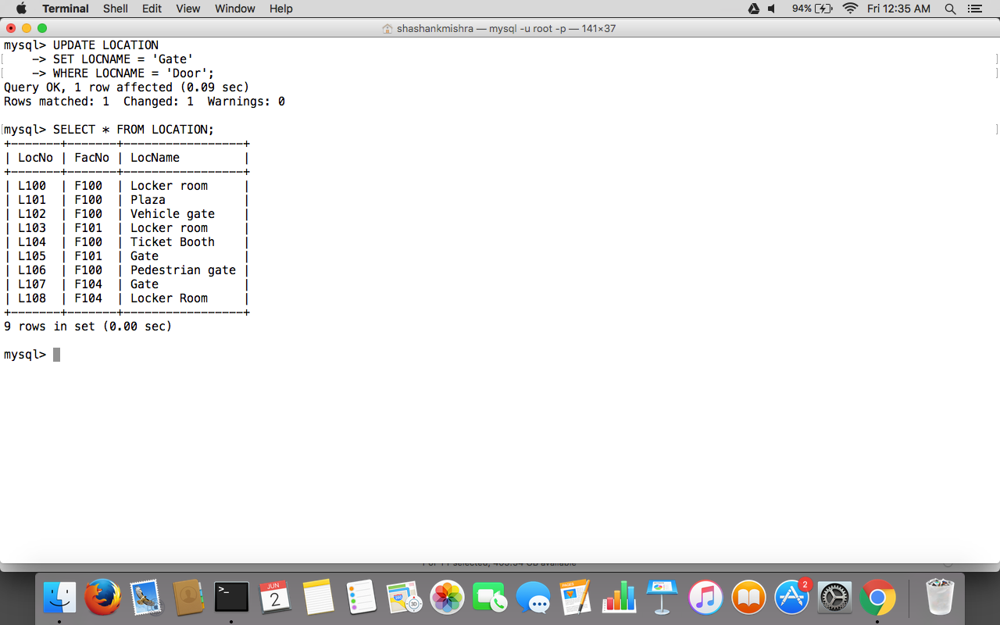 Terminal Shell Edit View Window Help 94% Fri 12:35 AM
shashankmishra — mysql -u root -p — 141×37
mysql> UPDATE LOCATION
    -> SET LOCNAME = 'Gate'
    -> WHERE LOCNAME = 'Door';
Query OK, 1 row affected (0.09 sec)
Rows matched: 1  Changed: 1  Warnings: 0
mysql> SELECT * FROM LOCATION;
+-------+-------+-----------------+
| LocNo | FacNo | LocName         |
+-------+-------+-----------------+
| L100  | F100  | Locker room     |
| L101  | F100  | Plaza           |
| L102  | F100  | Vehicle gate    |
| L103  | F101  | Locker room     |
| L104  | F100  | Ticket Booth    |
| L105  | F101  | Gate            |
| L106  | F100  | Pedestrian gate |
| L107  | F104  | Gate            |
| L108  | F104  | Locker Room     |
+-------+-------+-----------------+
9 rows in set (0.00 sec)
mysql>
JUN
2
3D
PAGES
2